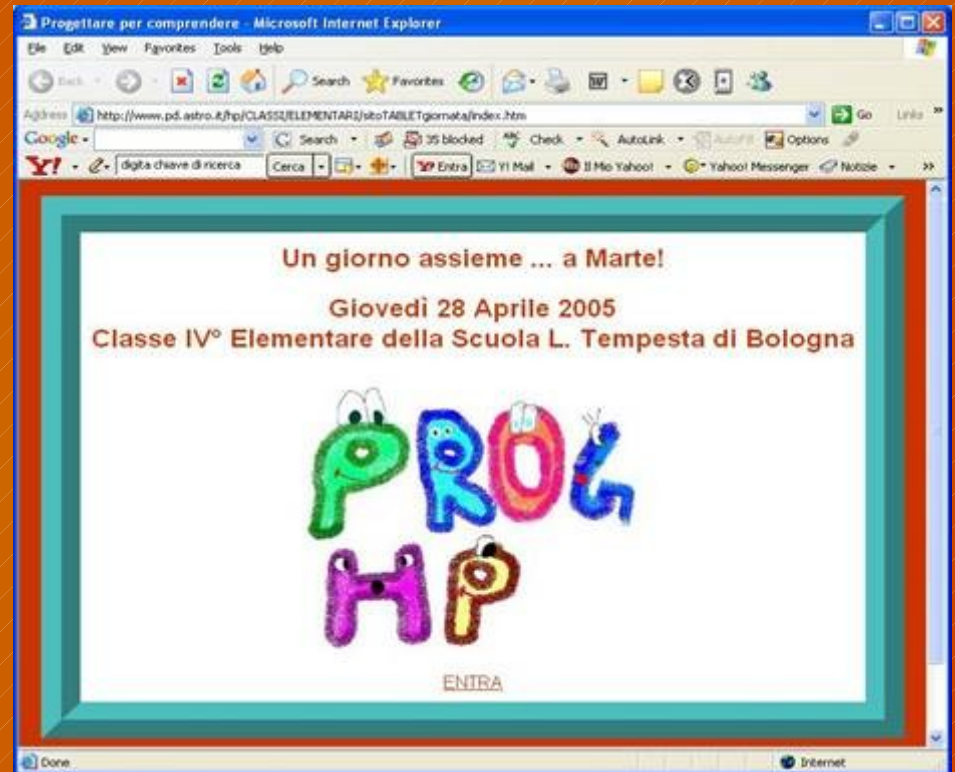 Progettare per comprendere - Microsoft Internet Explorer
File Edit View Favorites Tools Help
Back Search Favorites
Address http://www.pd.astro.it/hp/CLASSI/ELEMENTARI/sitoTABLETgiornata/index.htm Go Links »
Google Search 35 blocked Check AutoLink AutoFill Options
Y! digita chiave di ricerca Cerca Entra Y! Mail Il Mio Yahoo! Yahoo! Messenger Notizie »
Un giorno assieme ... a Marte!
Giovedì 28 Aprile 2005
Classe IV° Elementare della Scuola L. Tempesta di Bologna
PROG
HP
ENTRA
Done Internet